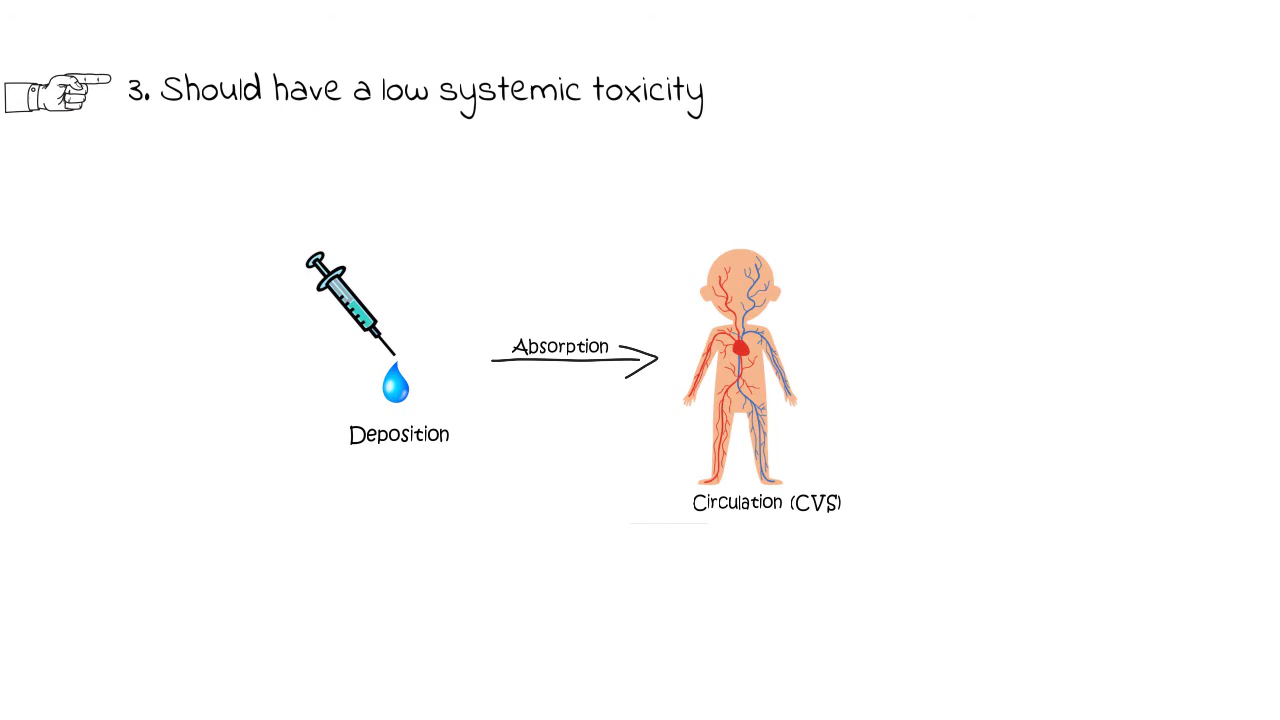 3. Should have a low systemic toxicity
Absorption
Deposition
Circulation (CVS)